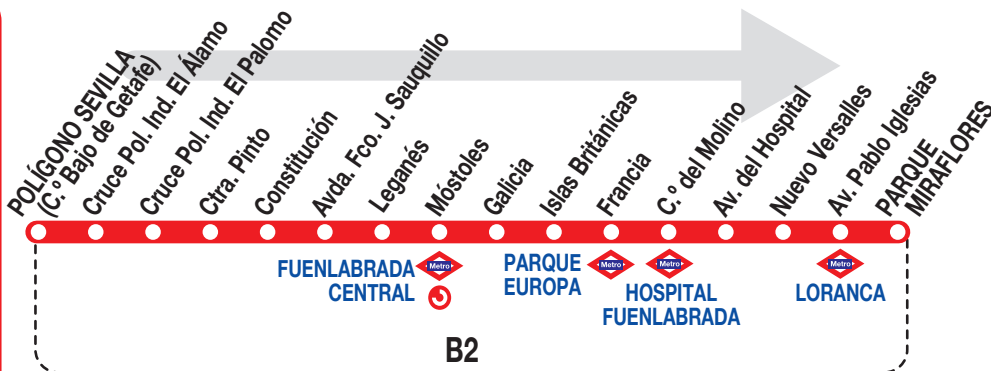 POLÍGONO SEVILLA
(C.º Bajo de Getafe)
Cruce Pol. Ind. El Álamo
Cruce Pol. Ind. El Palomo
Ctra. Pinto
Constitución
Avda. Fco. J. Sauquillo
Leganés
Móstoles
Galicia
Islas Británicas
Francia
C.º del Molino
Av. del Hospital
Nuevo Versalles
Av. Pablo Iglesias
PARQUE
MIRAFLORES
FUENLABRADA
CENTRAL
Metro
PARQUE
EUROPA
Metro
Metro
HOSPITAL
FUENLABRADA
Metro
LORANCA
B2